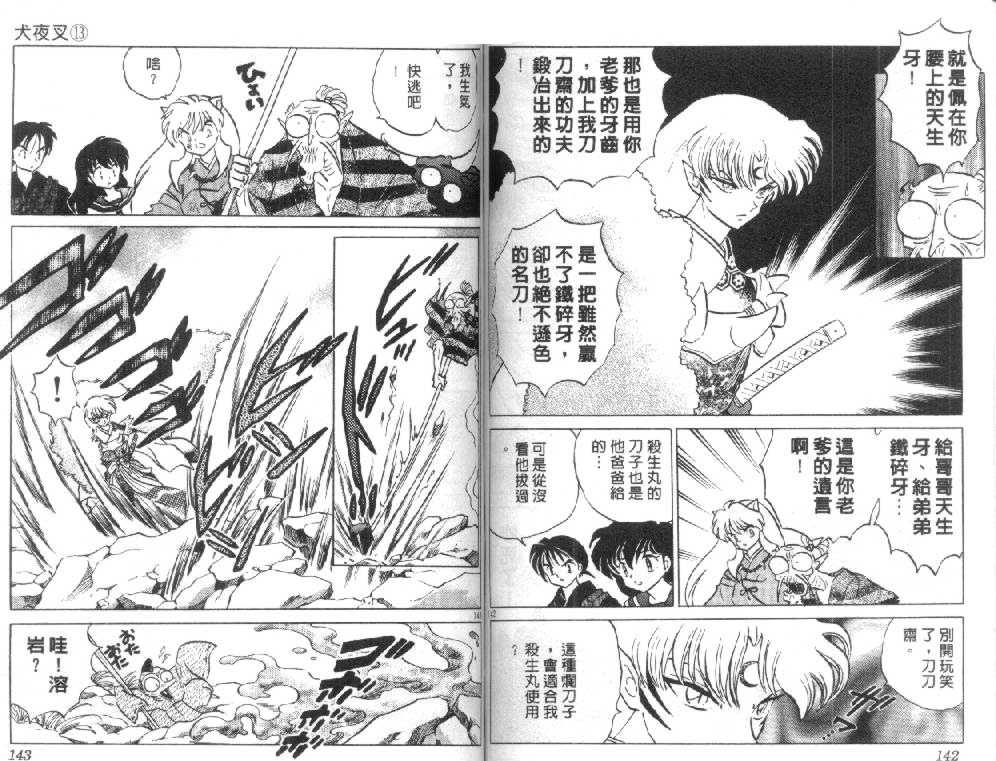 犬夜叉⑬
就是佩在你
腰上的天生
牙！
那也是用你
老爹的牙齒
，加上我刀
刀齋的功夫
鍛冶出來的
！
是一把雖然贏
不了鐵碎牙，
卻也絕不遜色
的名刀！
給哥哥天生
牙、給弟弟
鐵碎牙…
這是你老
爹的遺言
啊！
殺生丸的
刀子也是
他爸爸給
的…
可是從沒
看他拔過
。
別開玩笑
了，刀刀
齋。
這種爛刀子
，會適合我
殺生丸使用
？
142
我生氣
了，
快逃吧
！
ひょい
啥
？
！
哇！溶
岩？
おた
おた
143